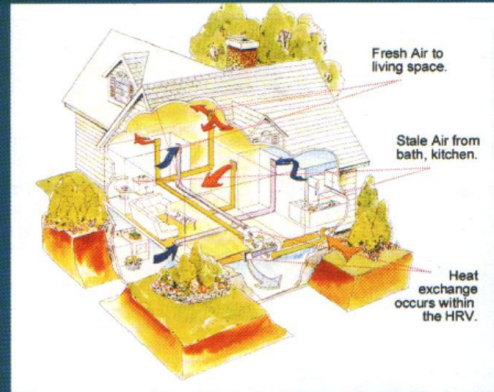 Fresh Air to
living space.
Stale Air from
bath, kitchen.
Heat
exchange
occurs within
the HRV.